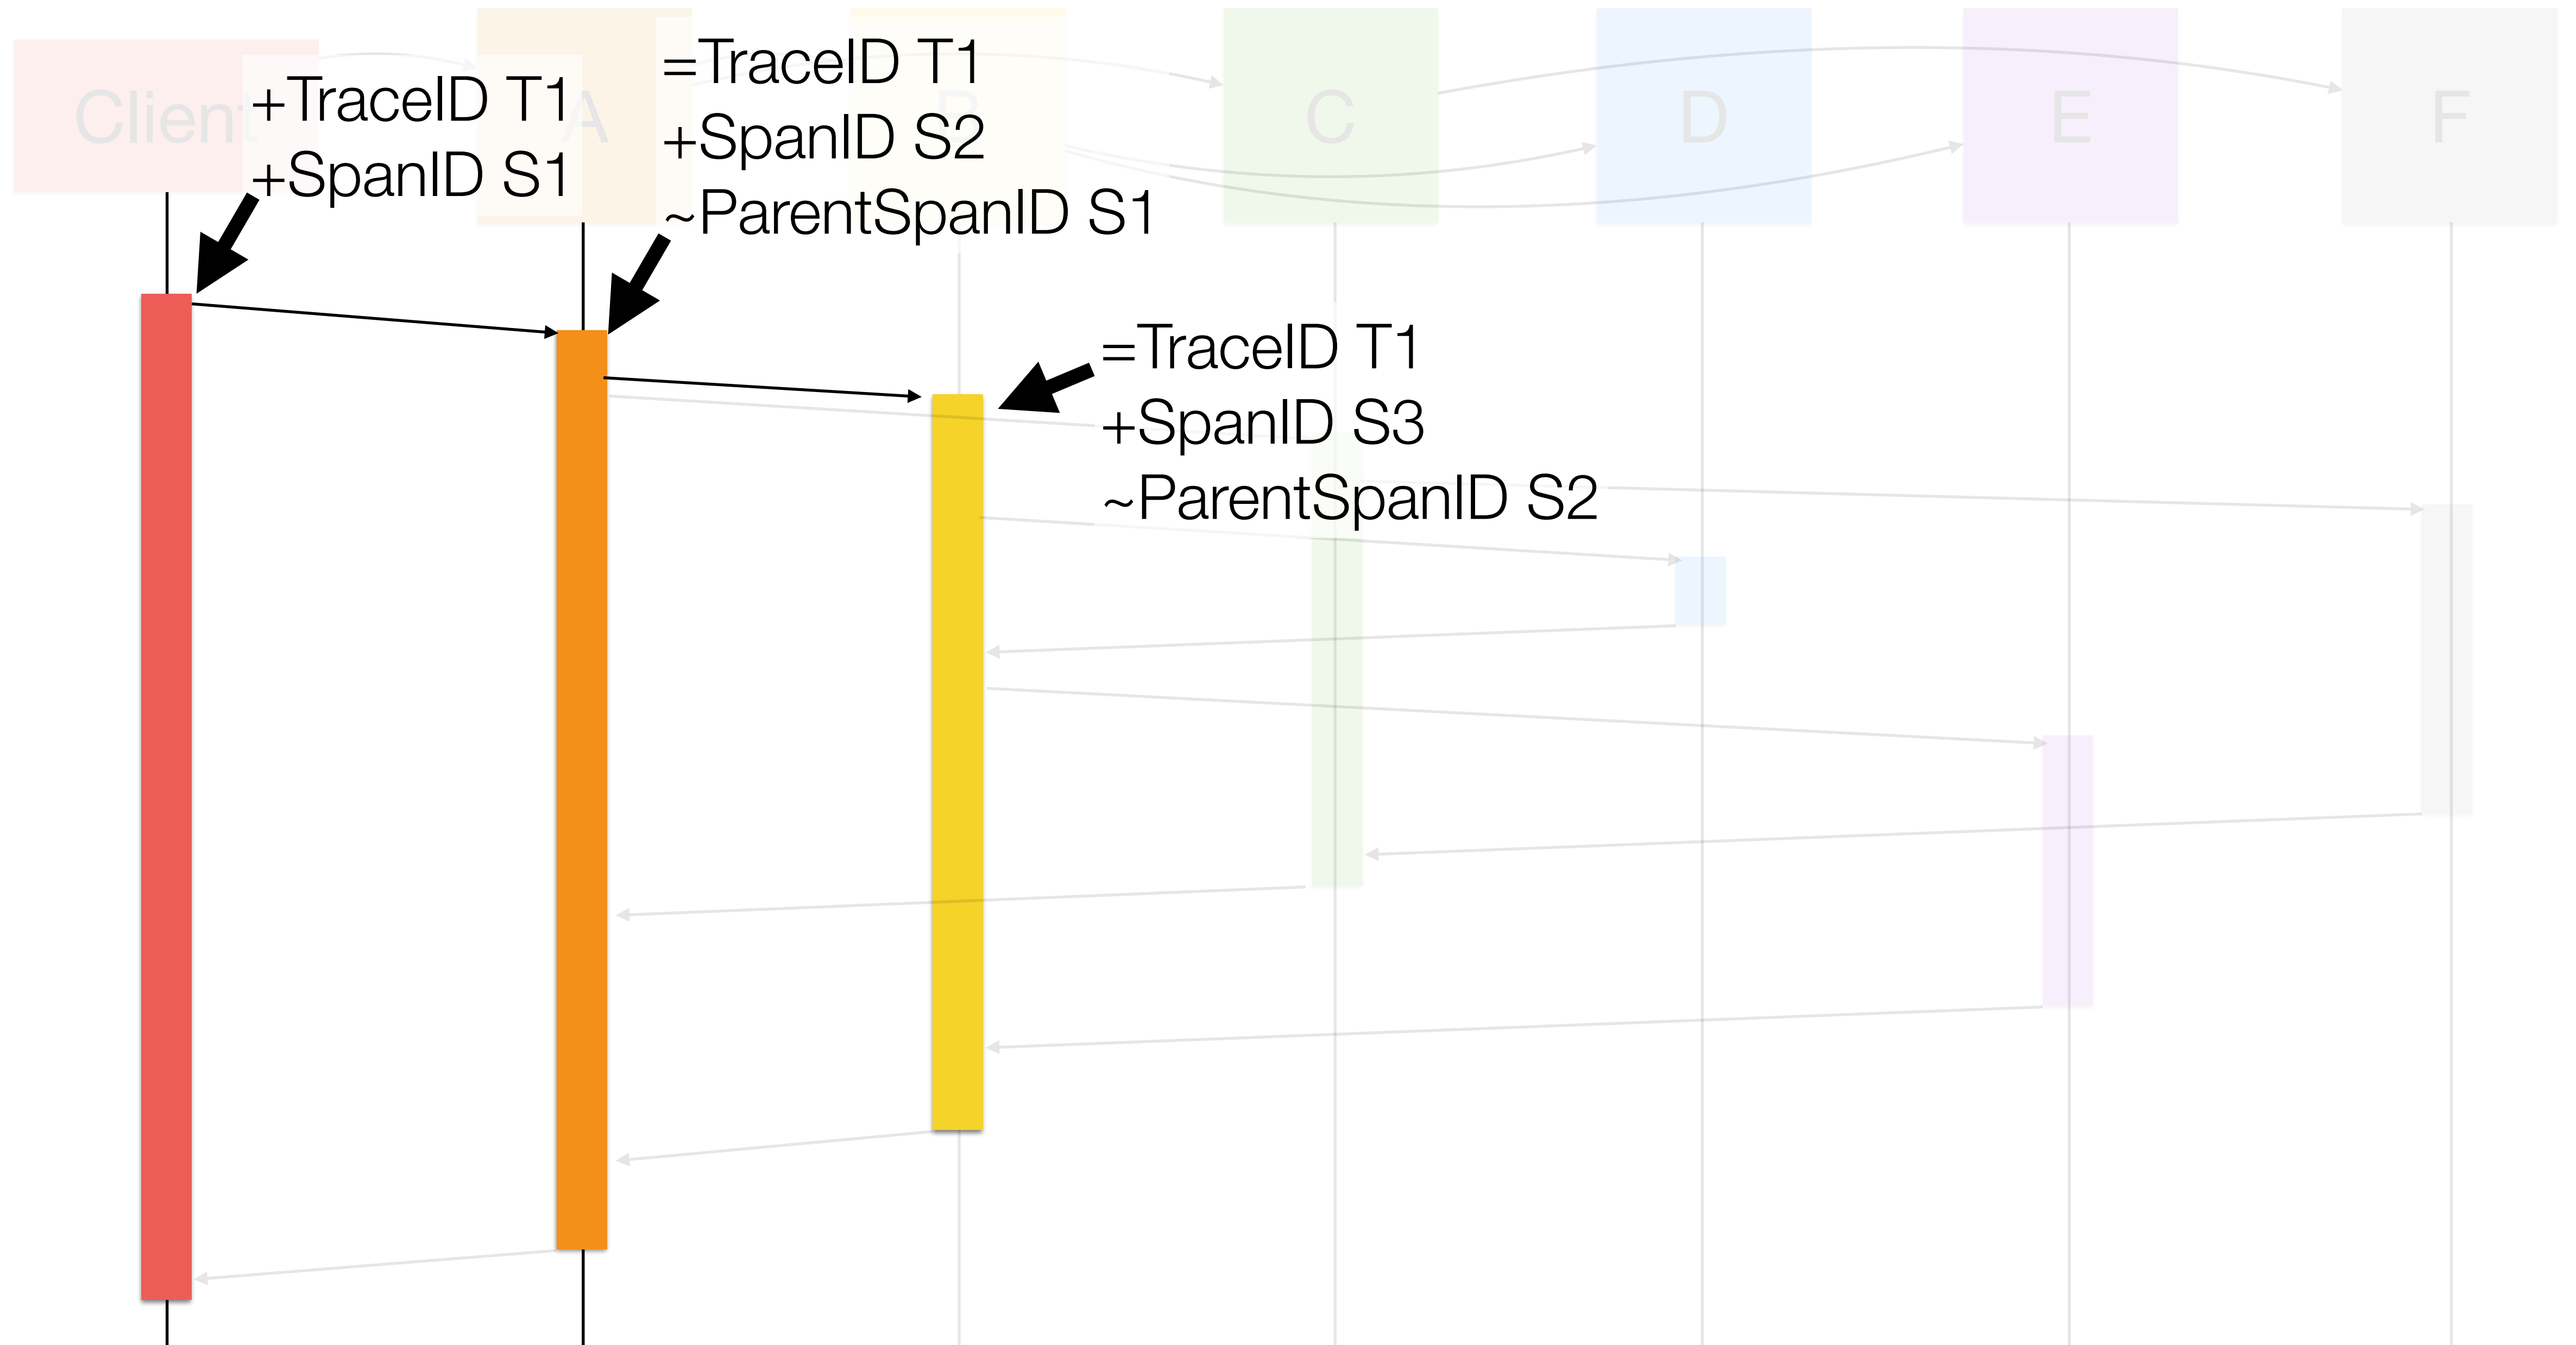 Client
A
B
C
D
E
F
+TraceID T1
+SpanID S1
=TraceID T1
+SpanID S2
~ParentSpanID S1
=TraceID T1
+SpanID S3
~ParentSpanID S2